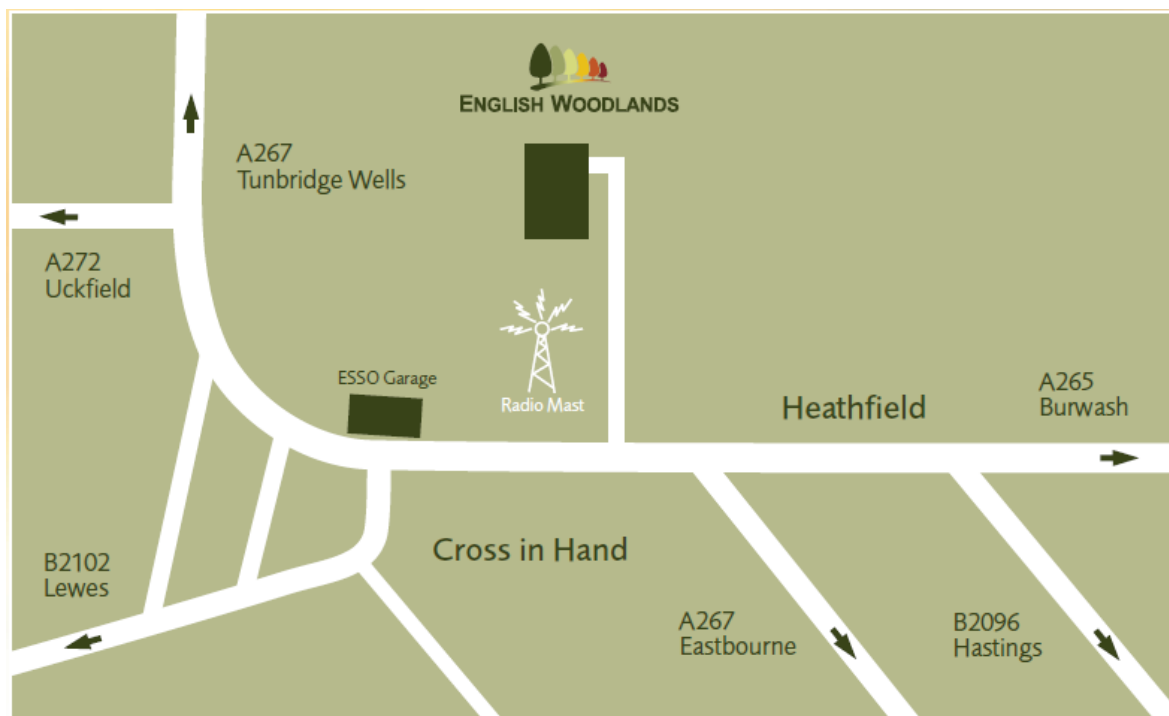 ENGLISH WOODLANDS
A267
Tunbridge Wells
A272
Uckfield
ESSO Garage
Radio Mast
Heathfield
A265
Burwash
Cross in Hand
B2102
Lewes
A267
Eastbourne
B2096
Hastings